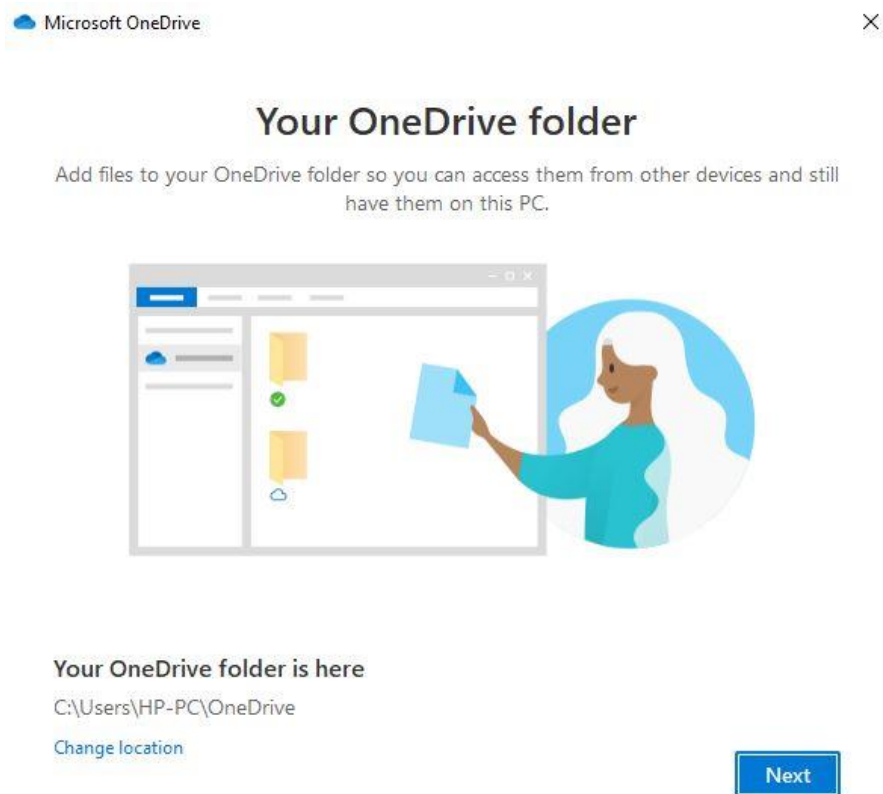 Microsoft OneDrive
Your OneDrive folder
Add files to your OneDrive folder so you can access them from other devices and still
have them on this PC.
Your OneDrive folder is here
C:\Users\HP-PC\OneDrive
Change location
Next